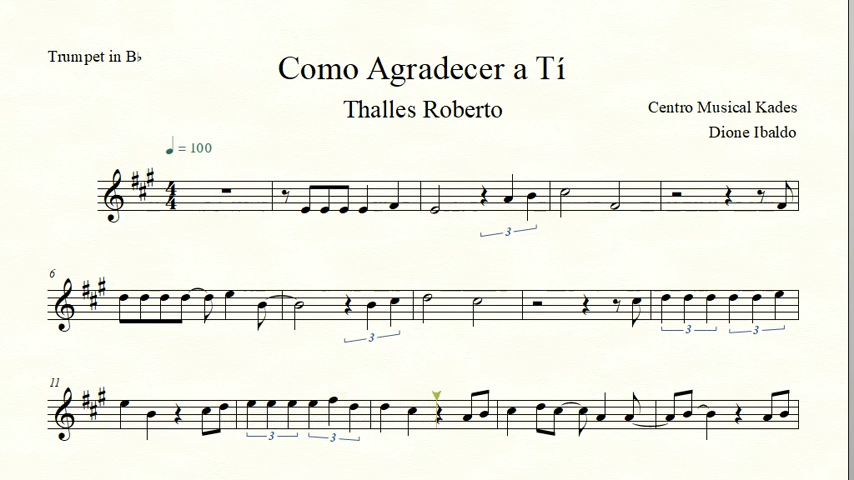 Trumpet in B♭
Como Agradecer a Tí
Thalles Roberto
Centro Musical Kades
Dione Ibaldo
♩ = 100
4
4
3
6
3
3
3
11
3
3